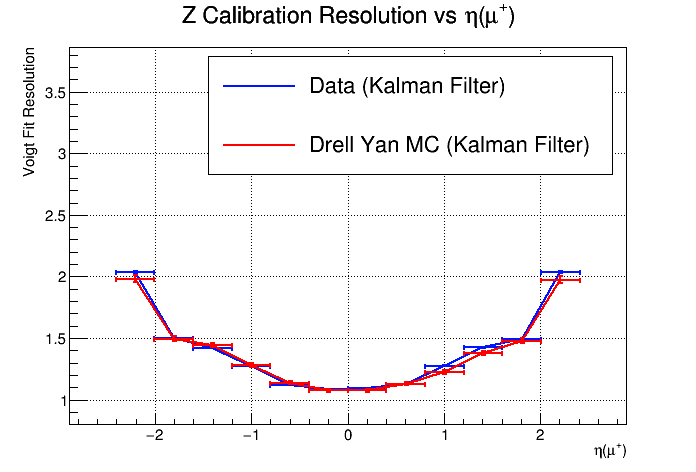 Z Calibration Resolution vs η(μ⁺)
Voigt Fit Resolution
Data (Kalman Filter)
Drell Yan MC (Kalman Filter)
3.5
3
2.5
2
1.5
1
−2 −1 0 1 2
η(μ⁺)